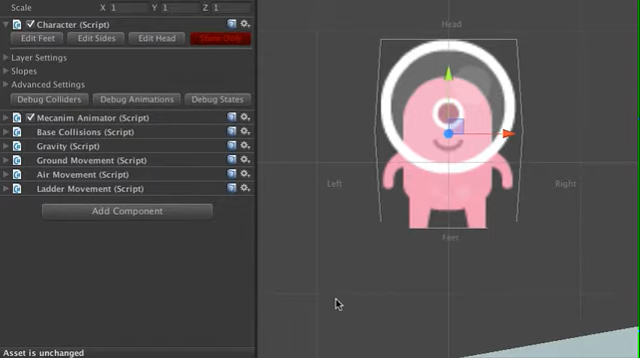 Scale X 1 Y 1 Z 1
Character (Script)
Edit Feet Edit Sides Edit Head Show Only
Layer Settings
Slopes
Advanced Settings
Debug Colliders Debug Animations Debug States
Mecanim Animator (Script)
Base Collisions (Script)
Gravity (Script)
Ground Movement (Script)
Air Movement (Script)
Ladder Movement (Script)
Add Component
Asset is unchanged
Head
Left Right
Feet